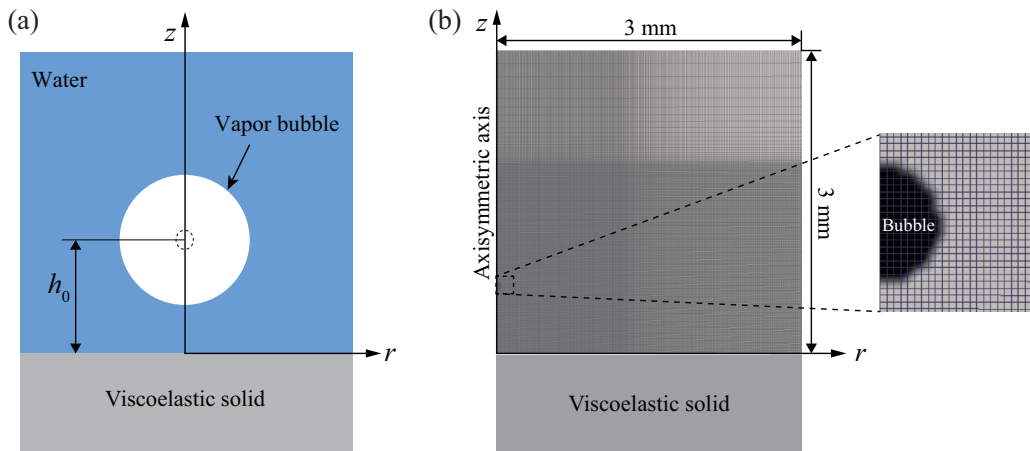 (a)
z
Water
Vapor bubble
h0
r
Viscoelastic solid
(b)
z
3 mm
Axisymmetric axis
3 mm
Bubble
r
Viscoelastic solid